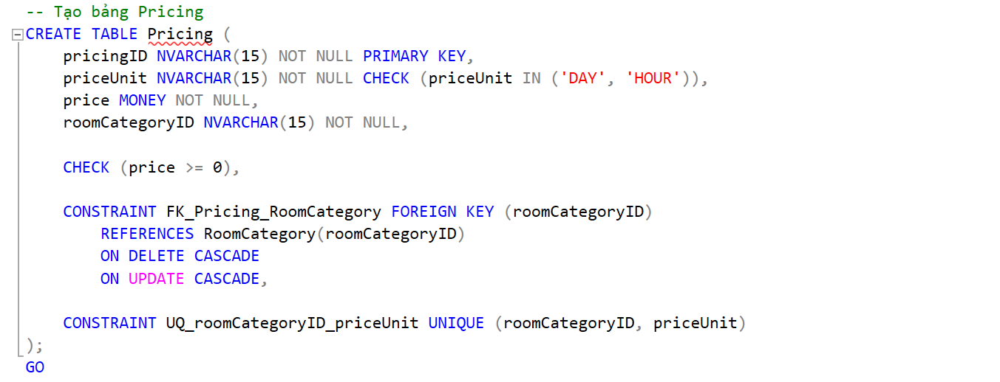 -- Tạo bảng Pricing
CREATE TABLE Pricing (
    pricingID NVARCHAR(15) NOT NULL PRIMARY KEY,
    priceUnit NVARCHAR(15) NOT NULL CHECK (priceUnit IN ('DAY', 'HOUR')),
    price MONEY NOT NULL,
    roomCategoryID NVARCHAR(15) NOT NULL,
    CHECK (price >= 0),
    CONSTRAINT FK_Pricing_RoomCategory FOREIGN KEY (roomCategoryID)
        REFERENCES RoomCategory(roomCategoryID)
        ON DELETE CASCADE
        ON UPDATE CASCADE,
    CONSTRAINT UQ_roomCategoryID_priceUnit UNIQUE (roomCategoryID, priceUnit)
);
GO